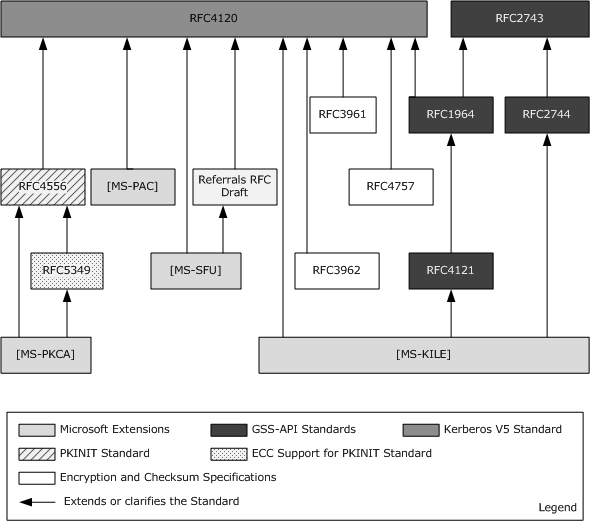 RFC4120
RFC2743
RFC3961
RFC1964
RFC2744
RFC4556
[MS-PAC]
Referrals RFC
Draft
RFC4757
RFC5349
[MS-SFU]
RFC3962
RFC4121
[MS-PKCA]
[MS-KILE]
Microsoft Extensions
GSS-API Standards
Kerberos V5 Standard
PKINIT Standard
ECC Support for PKINIT Standard
Encryption and Checksum Specifications
Extends or clarifies the Standard
Legend